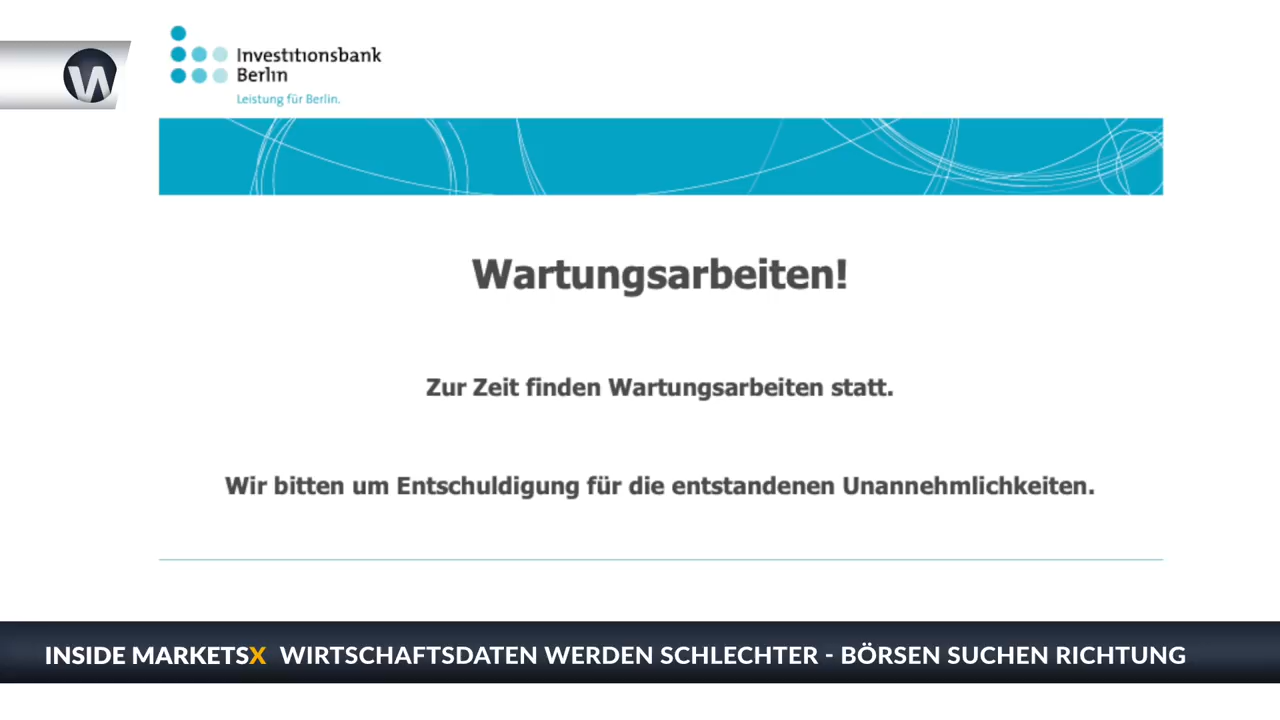 W
Investitionsbank
Berlin
Leistung für Berlin.
Wartungsarbeiten!
Zur Zeit finden Wartungsarbeiten statt.
Wir bitten um Entschuldigung für die entstandenen Unannehmlichkeiten.
INSIDE MARKETSX WIRTSCHAFTSDATEN WERDEN SCHLECHTER - BÖRSEN SUCHEN RICHTUNG